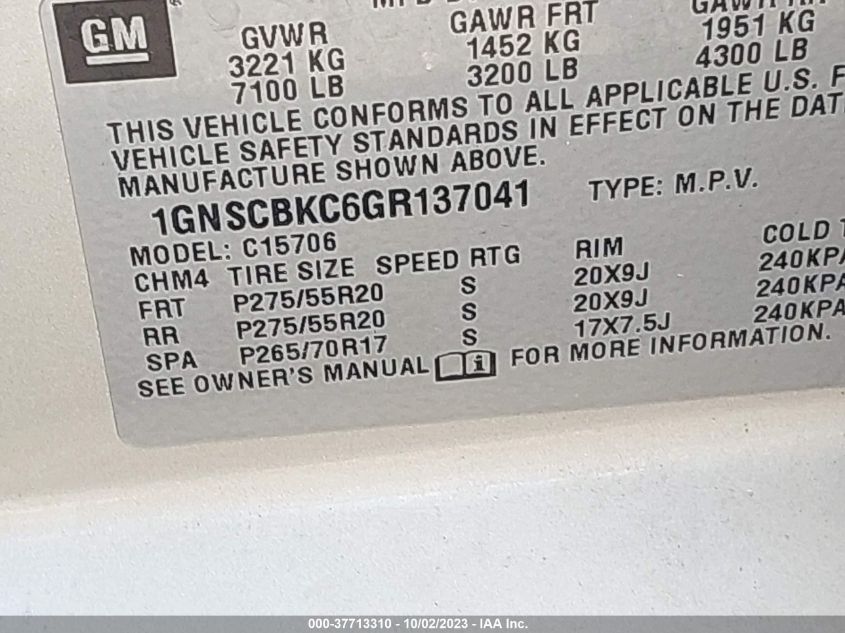 GM
GVWR GAWR FRT
3221 KG 1452 KG 1951 KG
7100 LB 3200 LB 4300 LB
THIS VEHICLE CONFORMS TO ALL APPLICABLE U.S.
VEHICLE SAFETY STANDARDS IN EFFECT ON THE
MANUFACTURE SHOWN ABOVE.
1GNSCBKC6GR137041 TYPE: M.P.V.
MODEL: C15706
CHM4 TIRE SIZE SPEED RTG RIM COLD
FRT P275/55R20 S 20X9J 240KPA
RR P275/55R20 S 20X9J 240KPA
SPA P265/70R17 S 17X7.5J 240KPA
SEE OWNER'S MANUAL i FOR MORE INFORMATION.
000-37713310 - 10/02/2023 - IAA Inc.